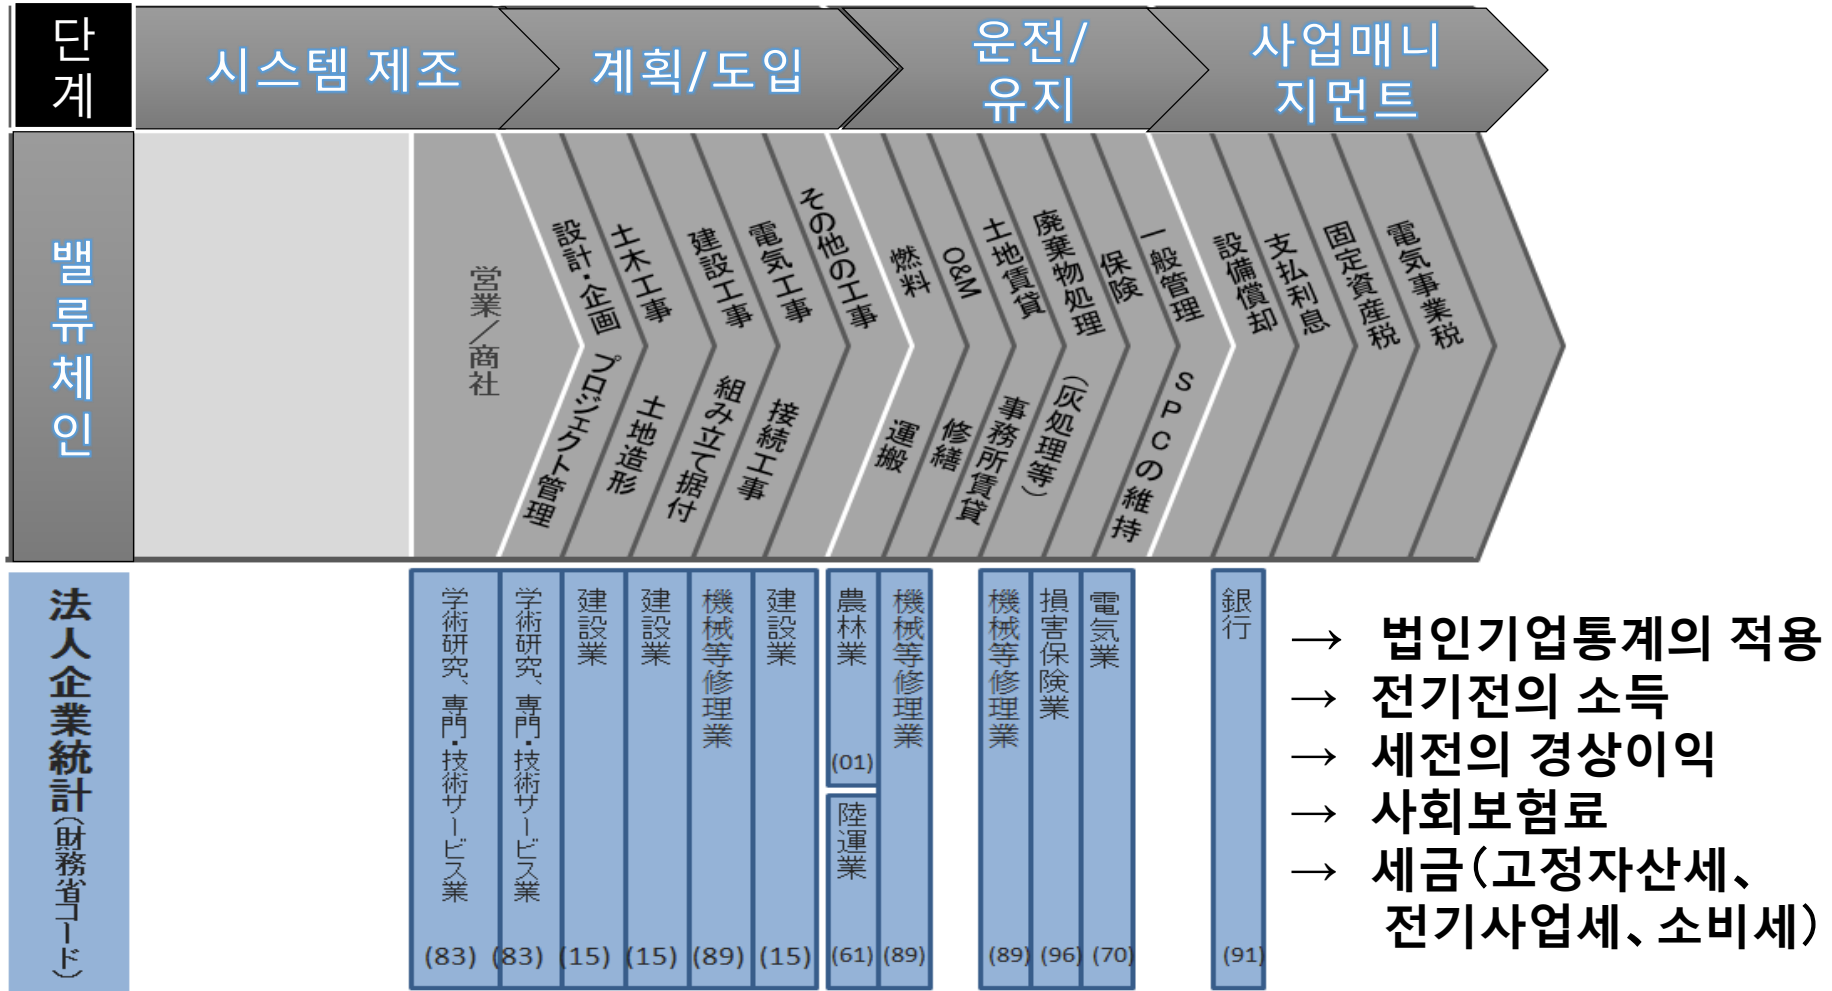 단계
시스템 제조
계획/도입
운전/
유지
사업매니
지먼트
밸류체인
営業／商社
設計・企画
プロジェクト管理
土木工事
土地造形
建設工事
組み立て据付
電気工事
接続工事
その他の工事
燃料
運搬
O&M
修繕
土地賃貸
事務所賃貸
廃棄物処理
（灰処理等）
保険
一般管理
ＳＰＣの維持
設備償却
支払利息
固定資産税
電気事業税
法人企業統計（財務省コード）
学術研究、専門・技術サービス業
(83)
学術研究、専門・技術サービス業
(83)
建設業
(15)
建設業
(15)
機械等修理業
(89)
建設業
(15)
農林業
(01)
陸運業
(61)
機械等修理業
(89)
機械等修理業
(89)
損害保険業
(96)
電気業
(70)
銀行
(91)
→ 법인기업통계의 적용
→ 전기전의 소득
→ 세전의 경상이익
→ 사회보험료
→ 세금(고정자산세、
전기사업세、소비세)